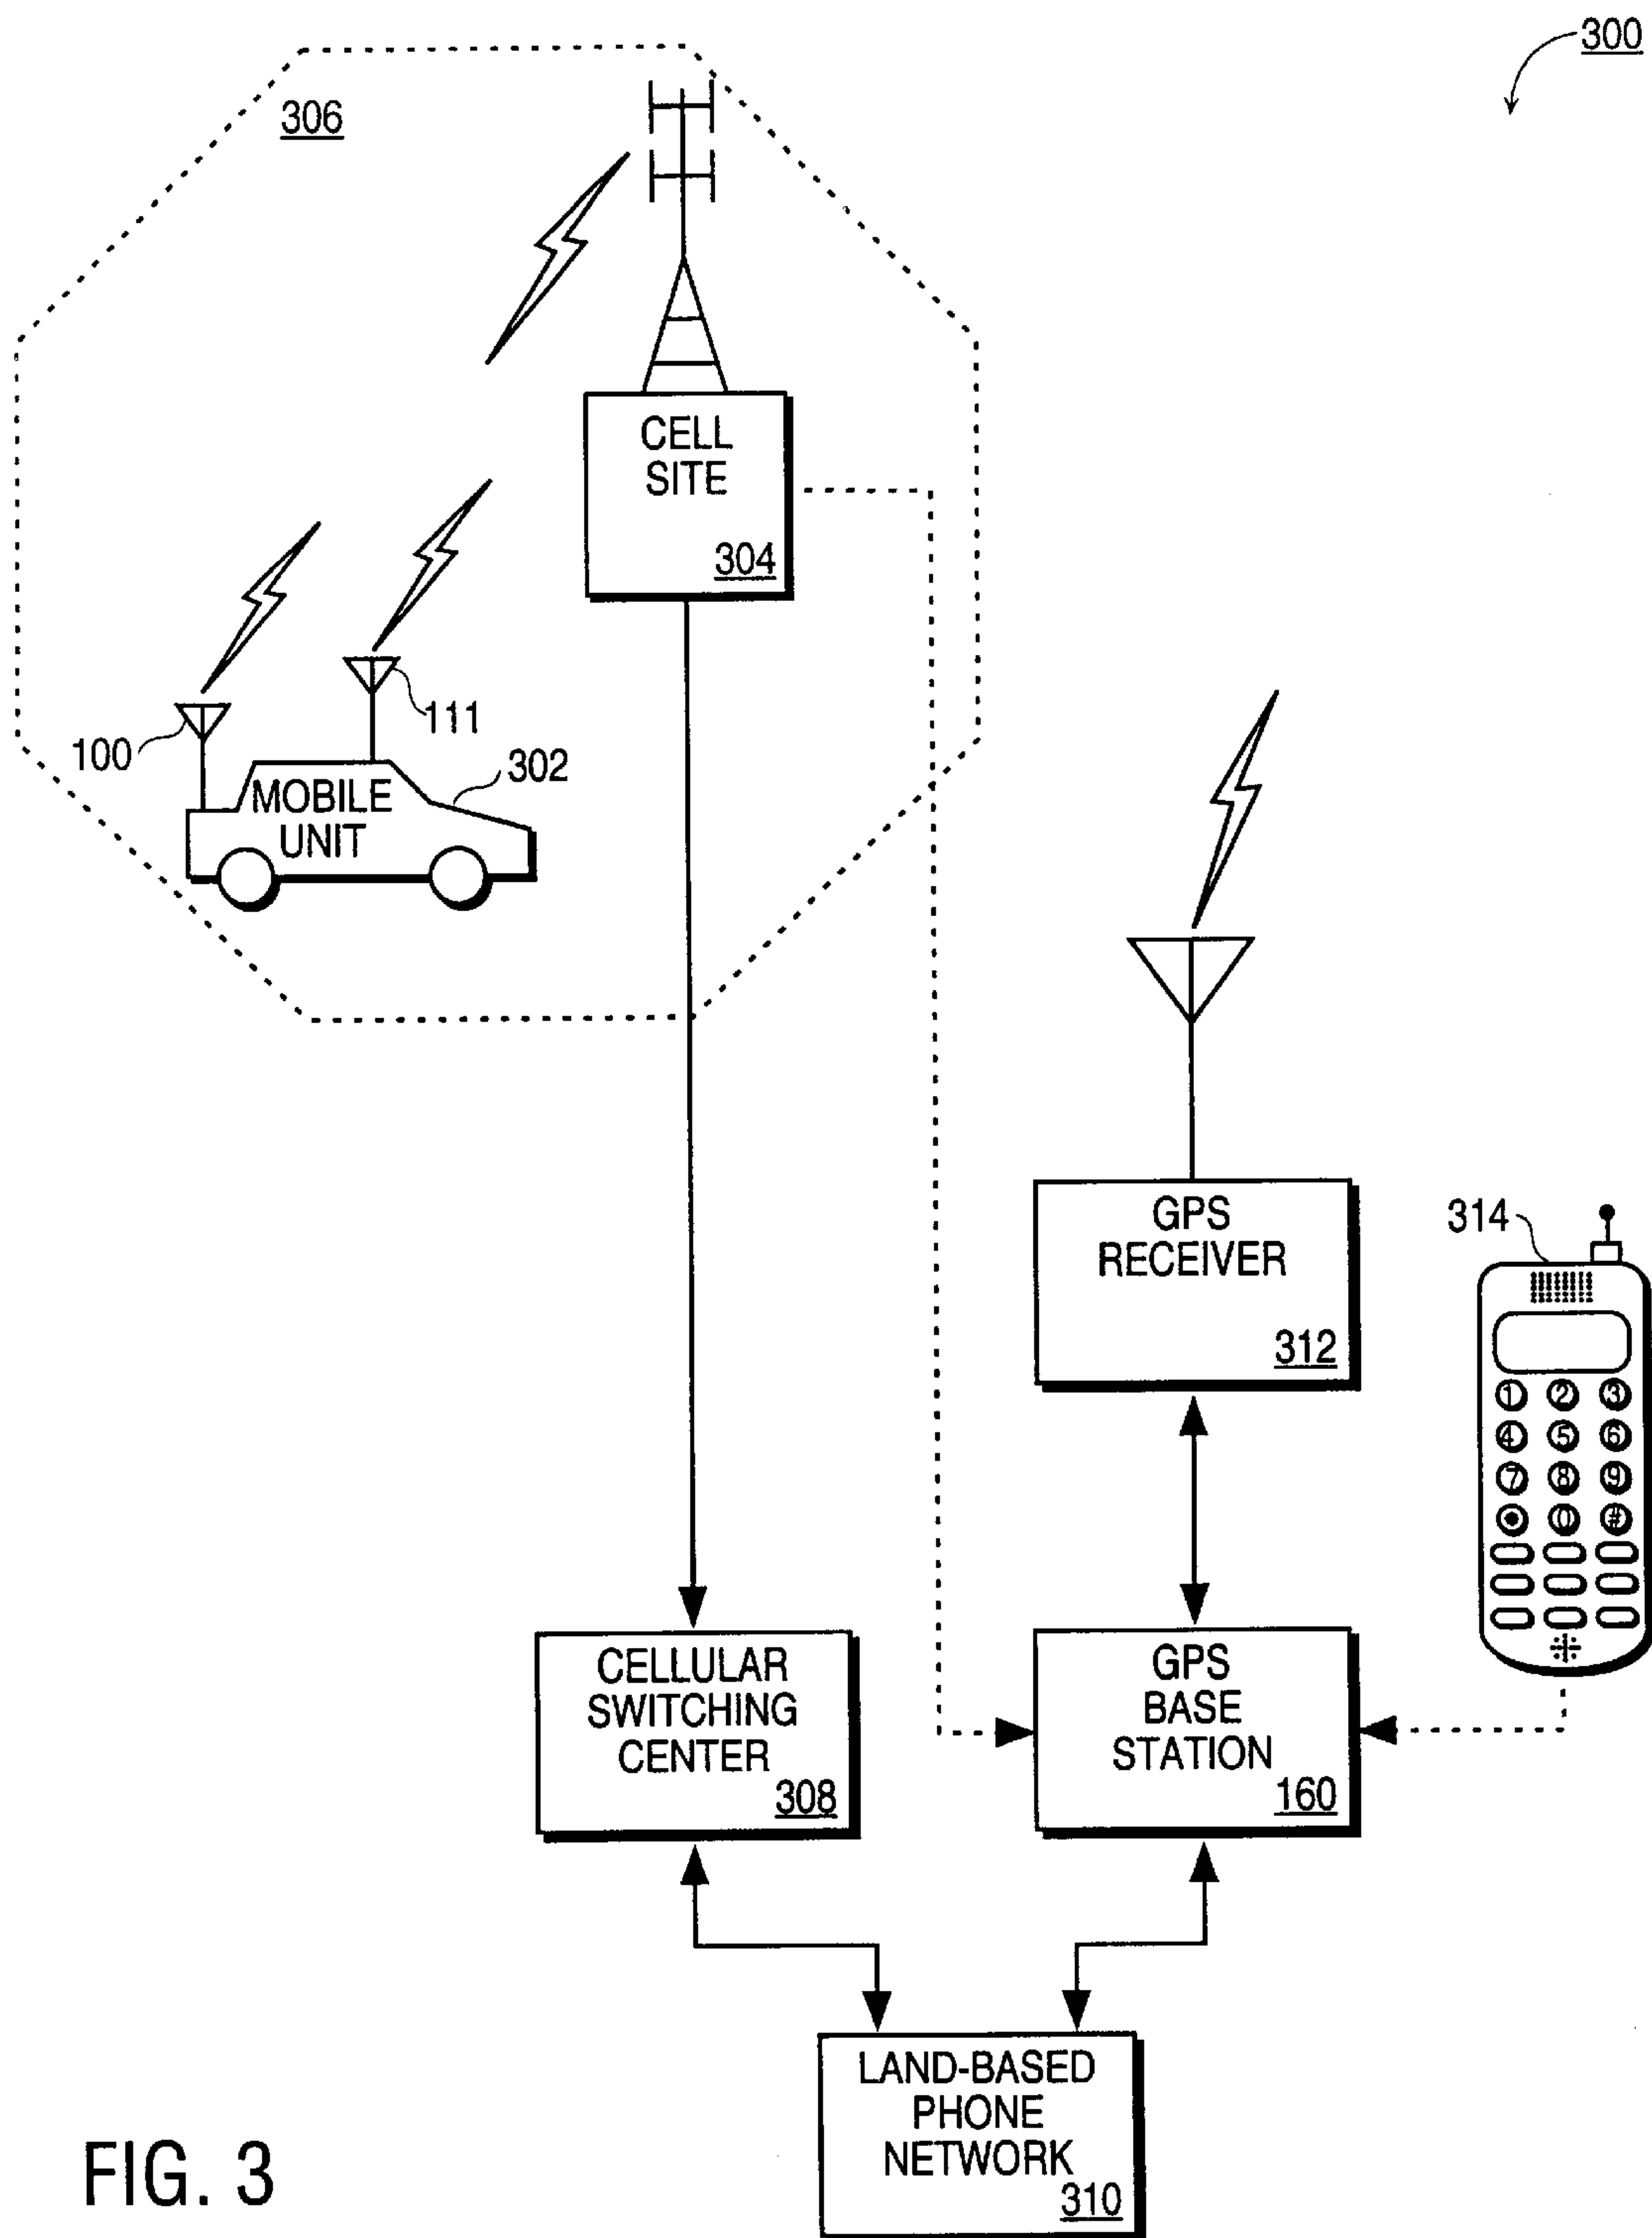 300
306
CELL
SITE
304
100
111
302
MOBILE
UNIT
GPS
RECEIVER
312
314
1 2 3
4 5 6
7 8 9
0 #
CELLULAR
SWITCHING
CENTER
308
GPS
BASE
STATION
160
LAND-BASED
PHONE
NETWORK
310
FIG. 3